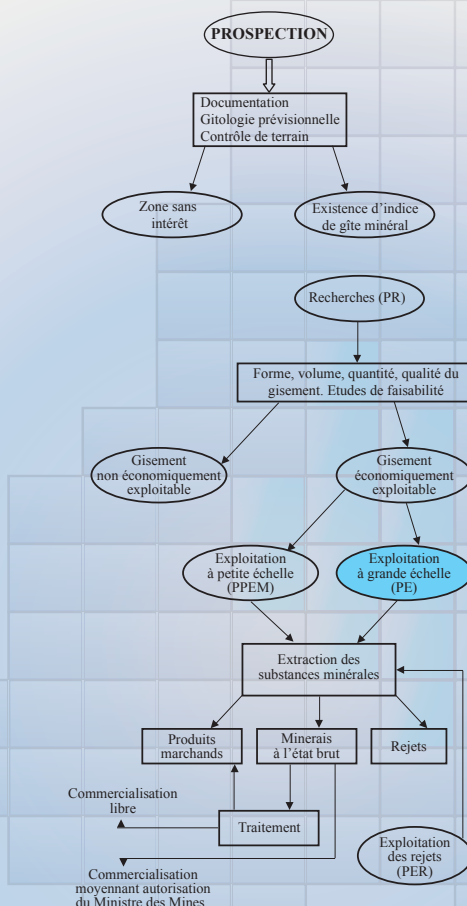 PROSPECTION
Documentation
Gitologie prévisionnelle
Contrôle de terrain
Zone sans
intérêt
Existence d'indice
de gîte minéral
Recherches (PR)
Forme, volume, quantité, qualité du
gisement. Etudes de faisabilité
Gisement
non économiquement
exploitable
Gisement
économiquement
exploitable
Exploitation
à petite échelle
(PPEM)
Exploitation
à grande échelle
(PE)
Extraction des
substances minérales
Produits
marchands
Minerais
à l'état brut
Rejets
Commercialisation
libre
Traitement
Exploitation
des rejets
(PER)
Commercialisation
moyennant autorisation
du Ministre des Mines